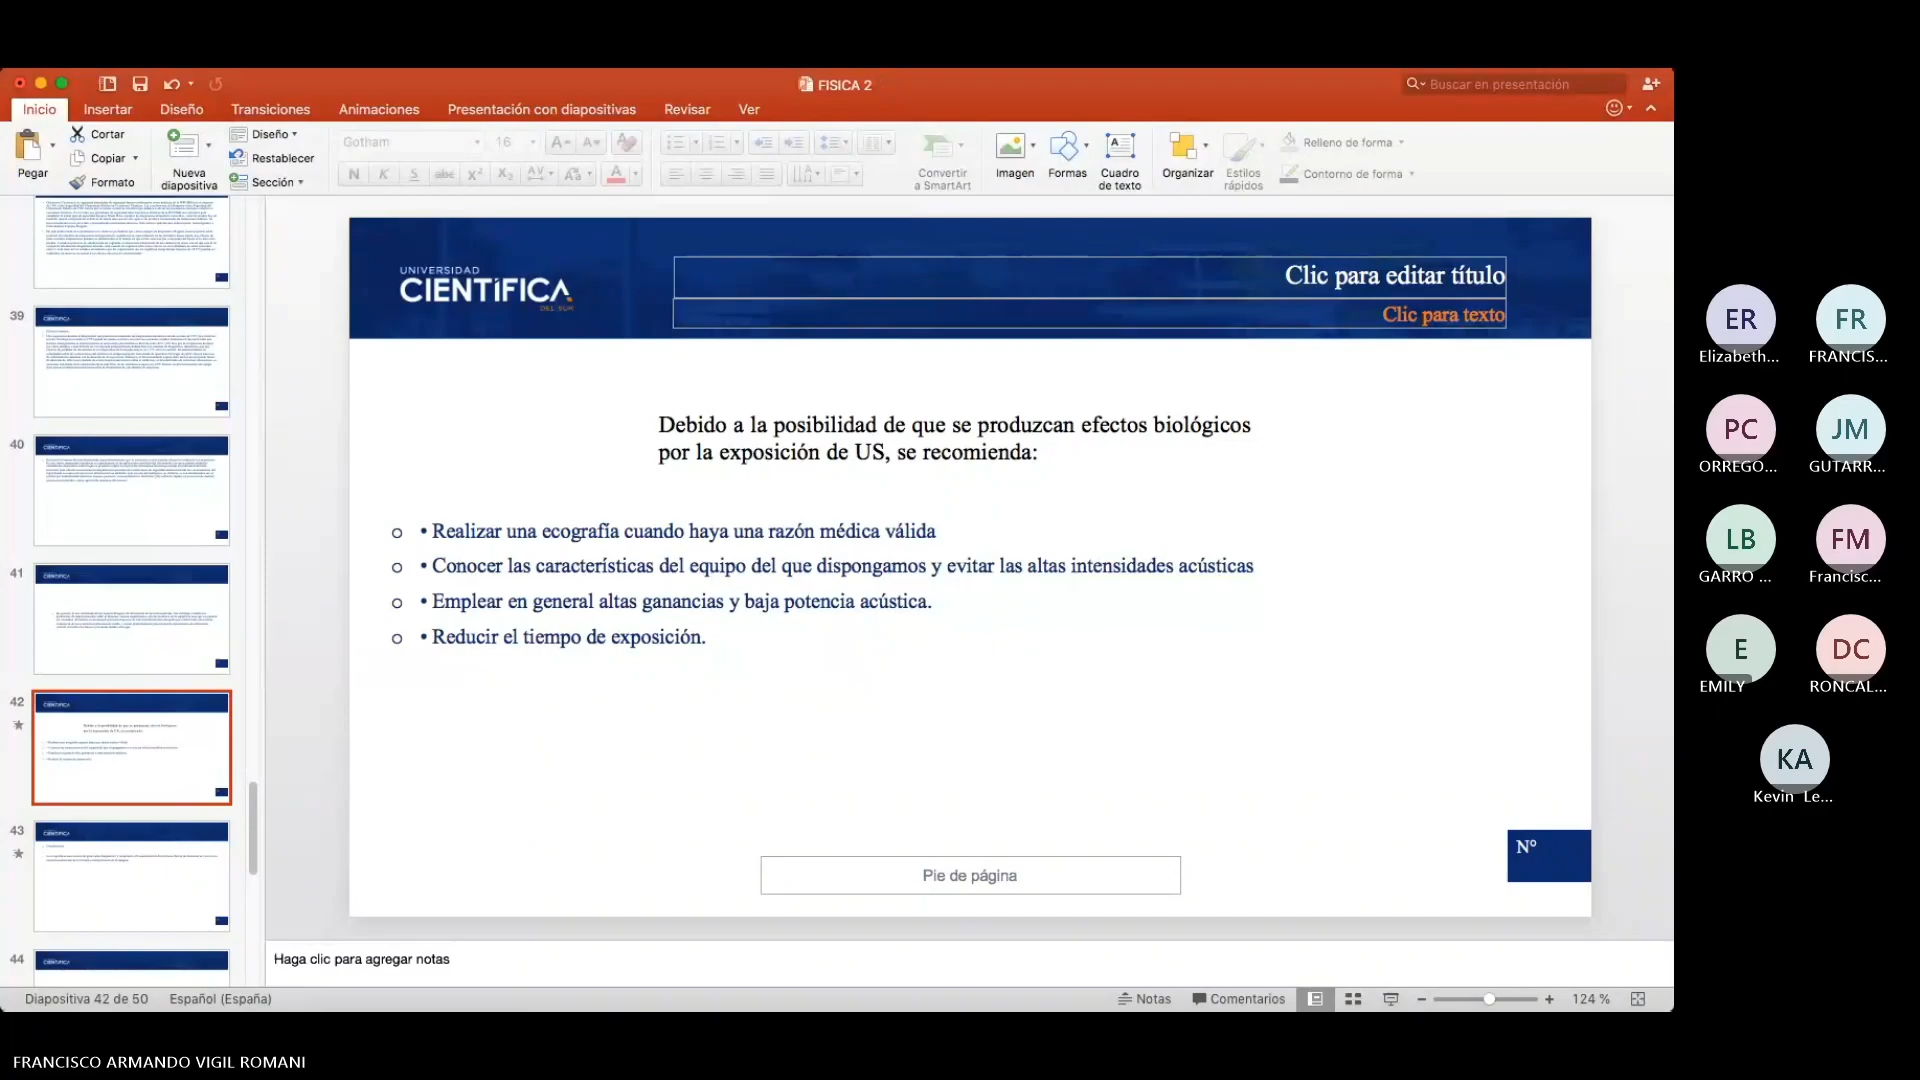 FISICA 2
Buscar en presentación
Inicio
Insertar
Diseño
Transiciones
Animaciones
Presentación con diapositivas
Revisar
Ver
Pegar
Cortar
Copiar
Formato
Nueva
diapositiva
Diseño
Restablecer
Sección
Gotham
16
Convertir
a SmartArt
Imagen
Formas
Cuadro
de texto
Organizar
Estilos
rápidos
Relleno de forma
Contorno de forma
39
40
41
42
43
44
UNIVERSIDAD
CIENTÍFICA
DEL SUR
Clic para editar título
Clic para texto
Debido a la posibilidad de que se produzcan efectos biológicos
por la exposición de US, se recomienda:
• Realizar una ecografía cuando haya una razón médica válida
• Conocer las características del equipo del que dispongamos y evitar las altas intensidades acústicas
• Emplear en general altas ganancias y baja potencia acústica.
• Reducir el tiempo de exposición.
Nº
Pie de página
Haga clic para agregar notas
Diapositiva 42 de 50
Español (España)
Notas
Comentarios
124 %
ER
Elizabeth...
FR
FRANCIS...
PC
ORREGO...
JM
GUTARR...
LB
GARRO ...
FM
Francisc...
E
EMILY
DC
RONCAL...
KA
Kevin Le...
FRANCISCO ARMANDO VIGIL ROMANI